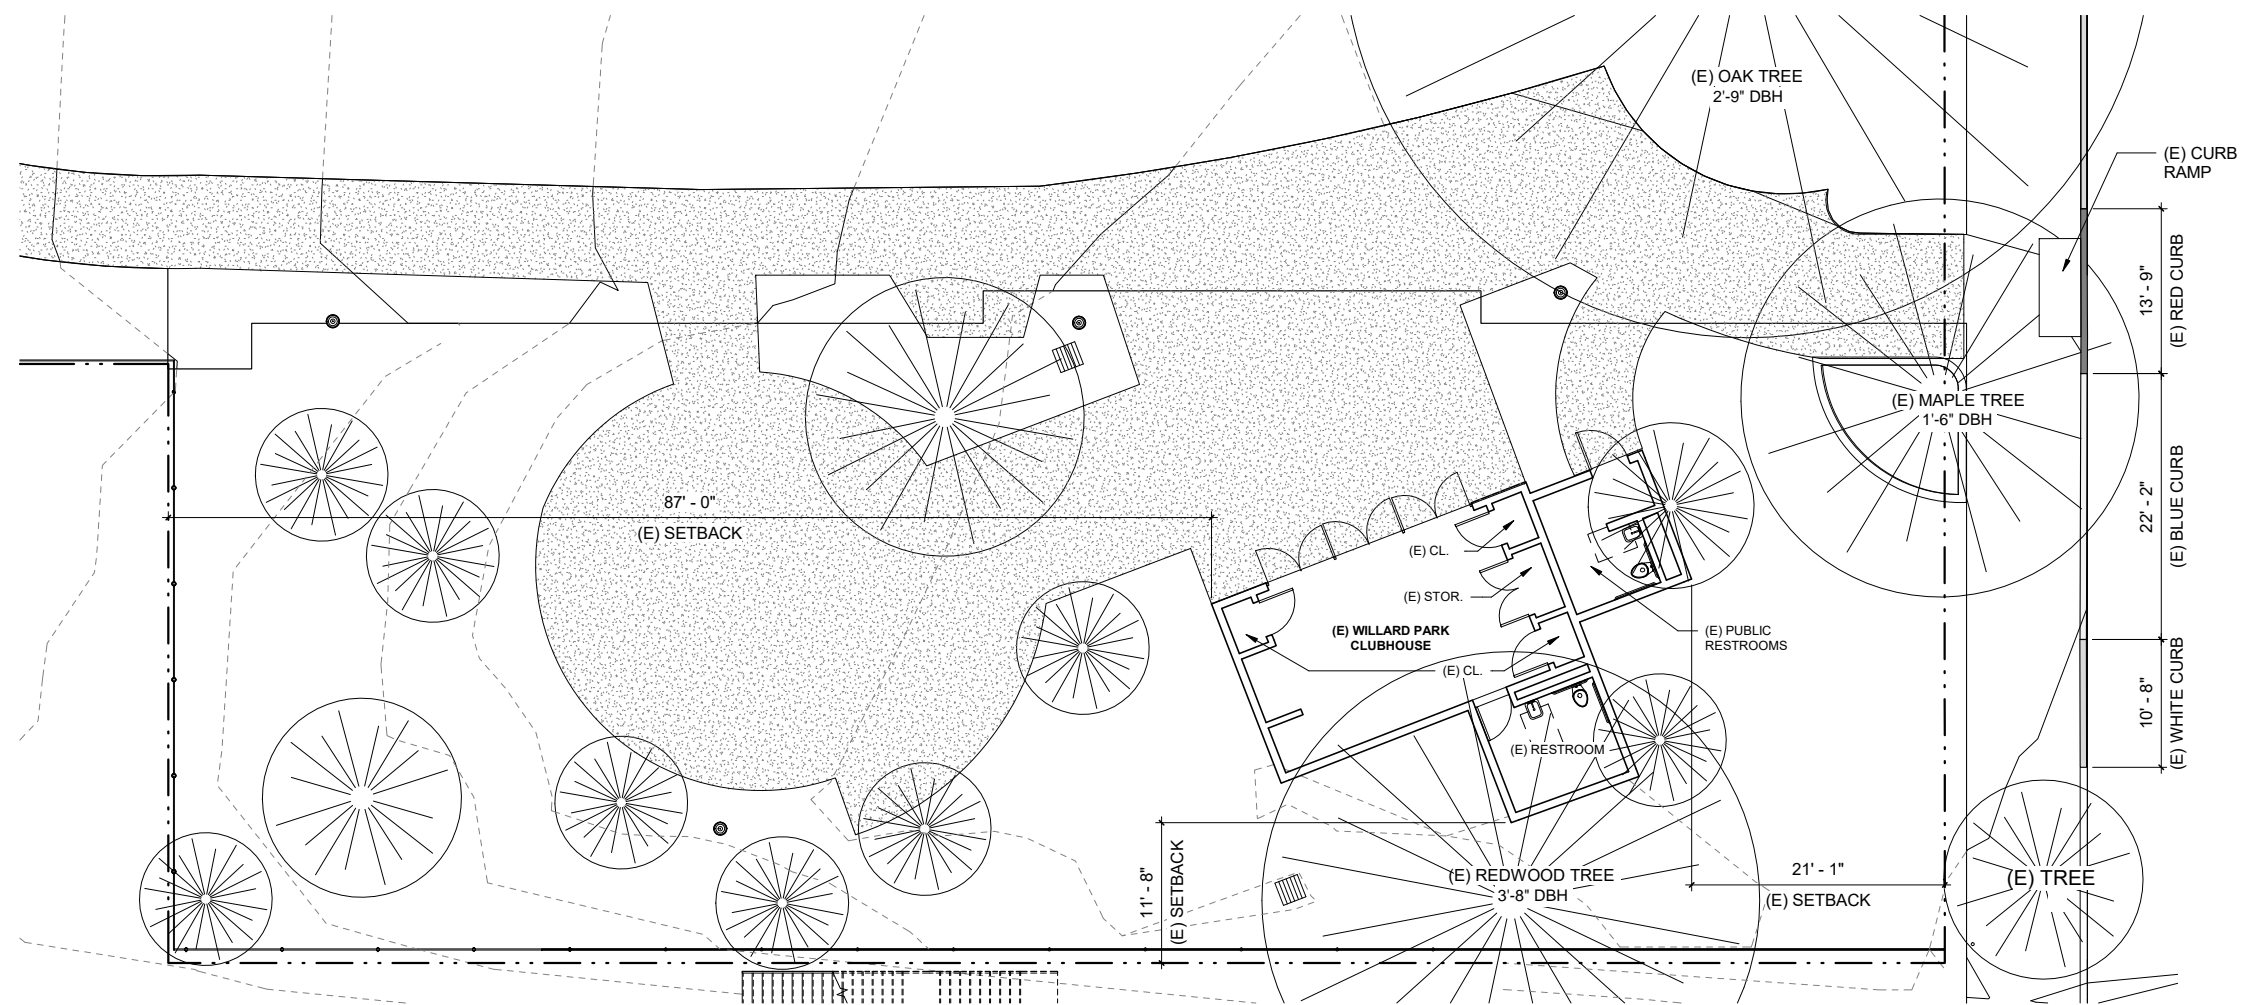 (E) OAK TREE
2'-9" DBH
(E) CURB
RAMP
13' - 9"
(E) RED CURB
(E) MAPLE TREE
1'-6" DBH
22' - 2"
(E) BLUE CURB
87' - 0"
(E) SETBACK
(E) CL.
(E) STOR.
(E) WILLARD PARK
CLUBHOUSE
(E) PUBLIC
RESTROOMS
(E) CL.
10' - 8"
(E) WHITE CURB
(E) RESTROOM
11' - 8"
(E) SETBACK
(E) REDWOOD TREE
3'-8" DBH
21' - 1"
(E) SETBACK
(E) TREE